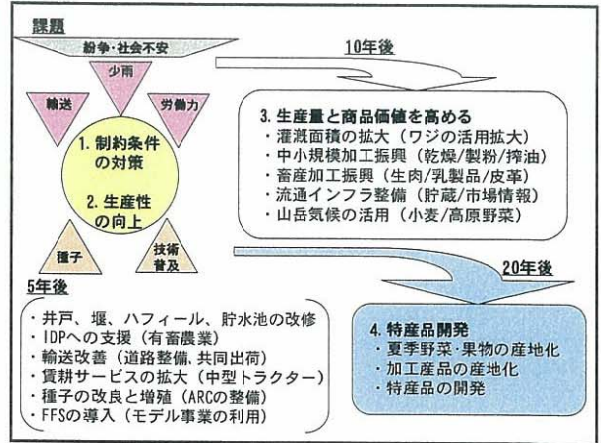 課題
紛争・社会不安
少雨
輸送
労働力
1. 制約条件
の対策
2. 生産性
の向上
種子
技術
普及
10年後
3. 生産量と商品価値を高める
・灌漑面積の拡大（ワジの活用拡大）
・中小規模加工振興（乾燥/製粉/搾油）
・畜産加工振興（生肉/乳製品/皮革）
・流通インフラ整備（貯蔵/市場情報）
・山岳気候の活用（小麦/高原野菜）
5年後
・井戸、堰、ハフィール、貯水池の改修
・IDPへの支援（有畜農業）
・輸送改善（道路整備、共同出荷）
・賃耕サービスの拡大（中型トラクター）
・種子の改良と増殖（ARCの整備）
・FFSの導入（モデル事業の利用）
20年後
4. 特産品開発
・夏季野菜・果物の産地化
・加工産品の産地化
・特産品の開発